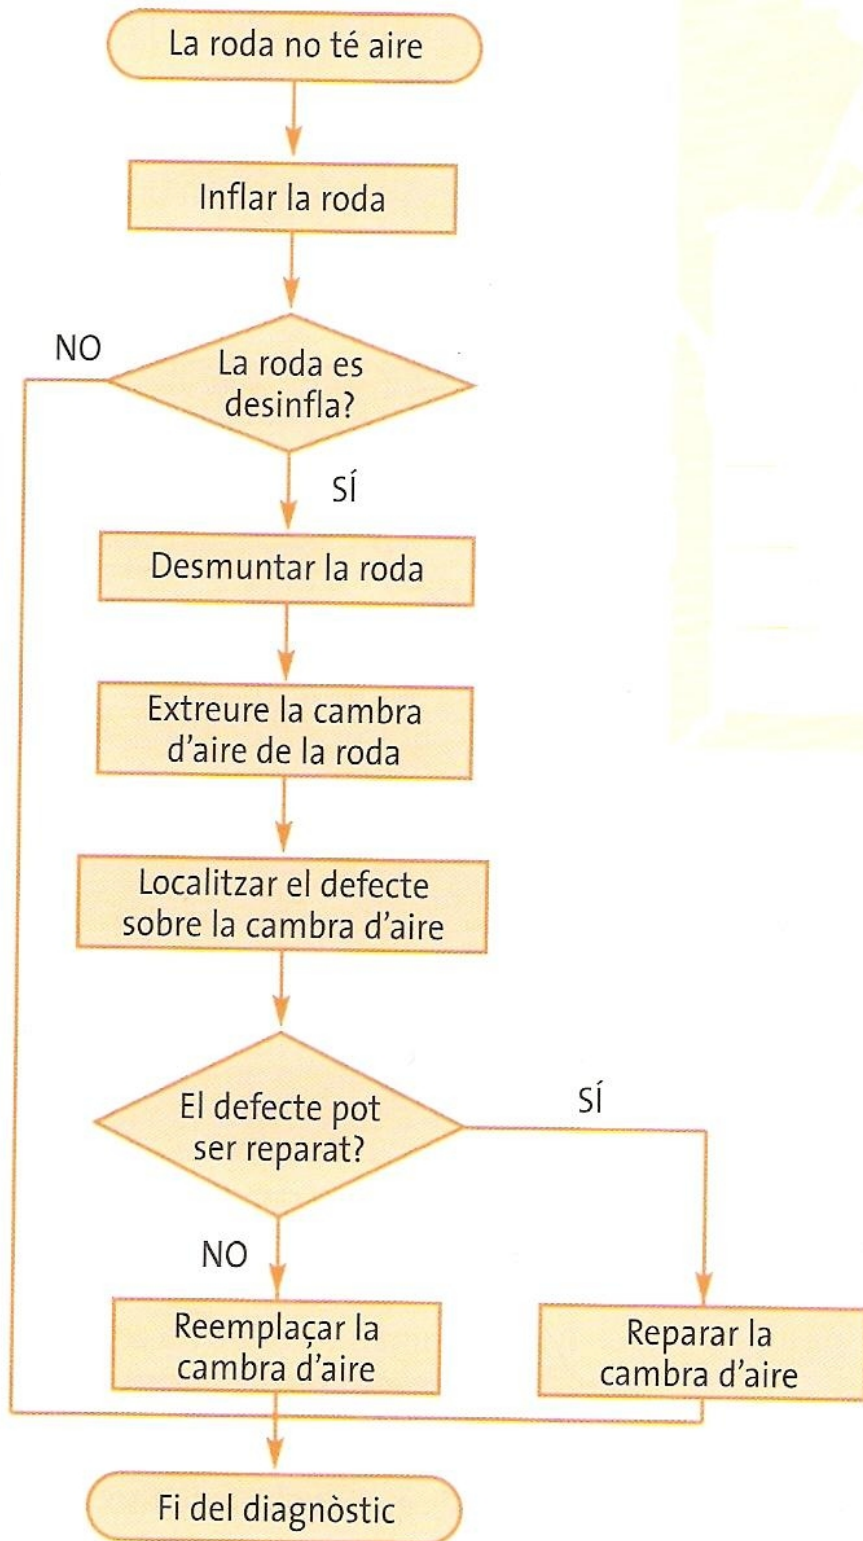 La roda no té aire
Inflar la roda
NO
La roda es
desinfla?
SÍ
Desmuntar la roda
Extreure la cambra
d'aire de la roda
Localitzar el defecte
sobre la cambra d'aire
El defecte pot
ser reparat?
SÍ
NO
Reemplaçar la
cambra d'aire
Reparar la
cambra d'aire
Fi del diagnòstic